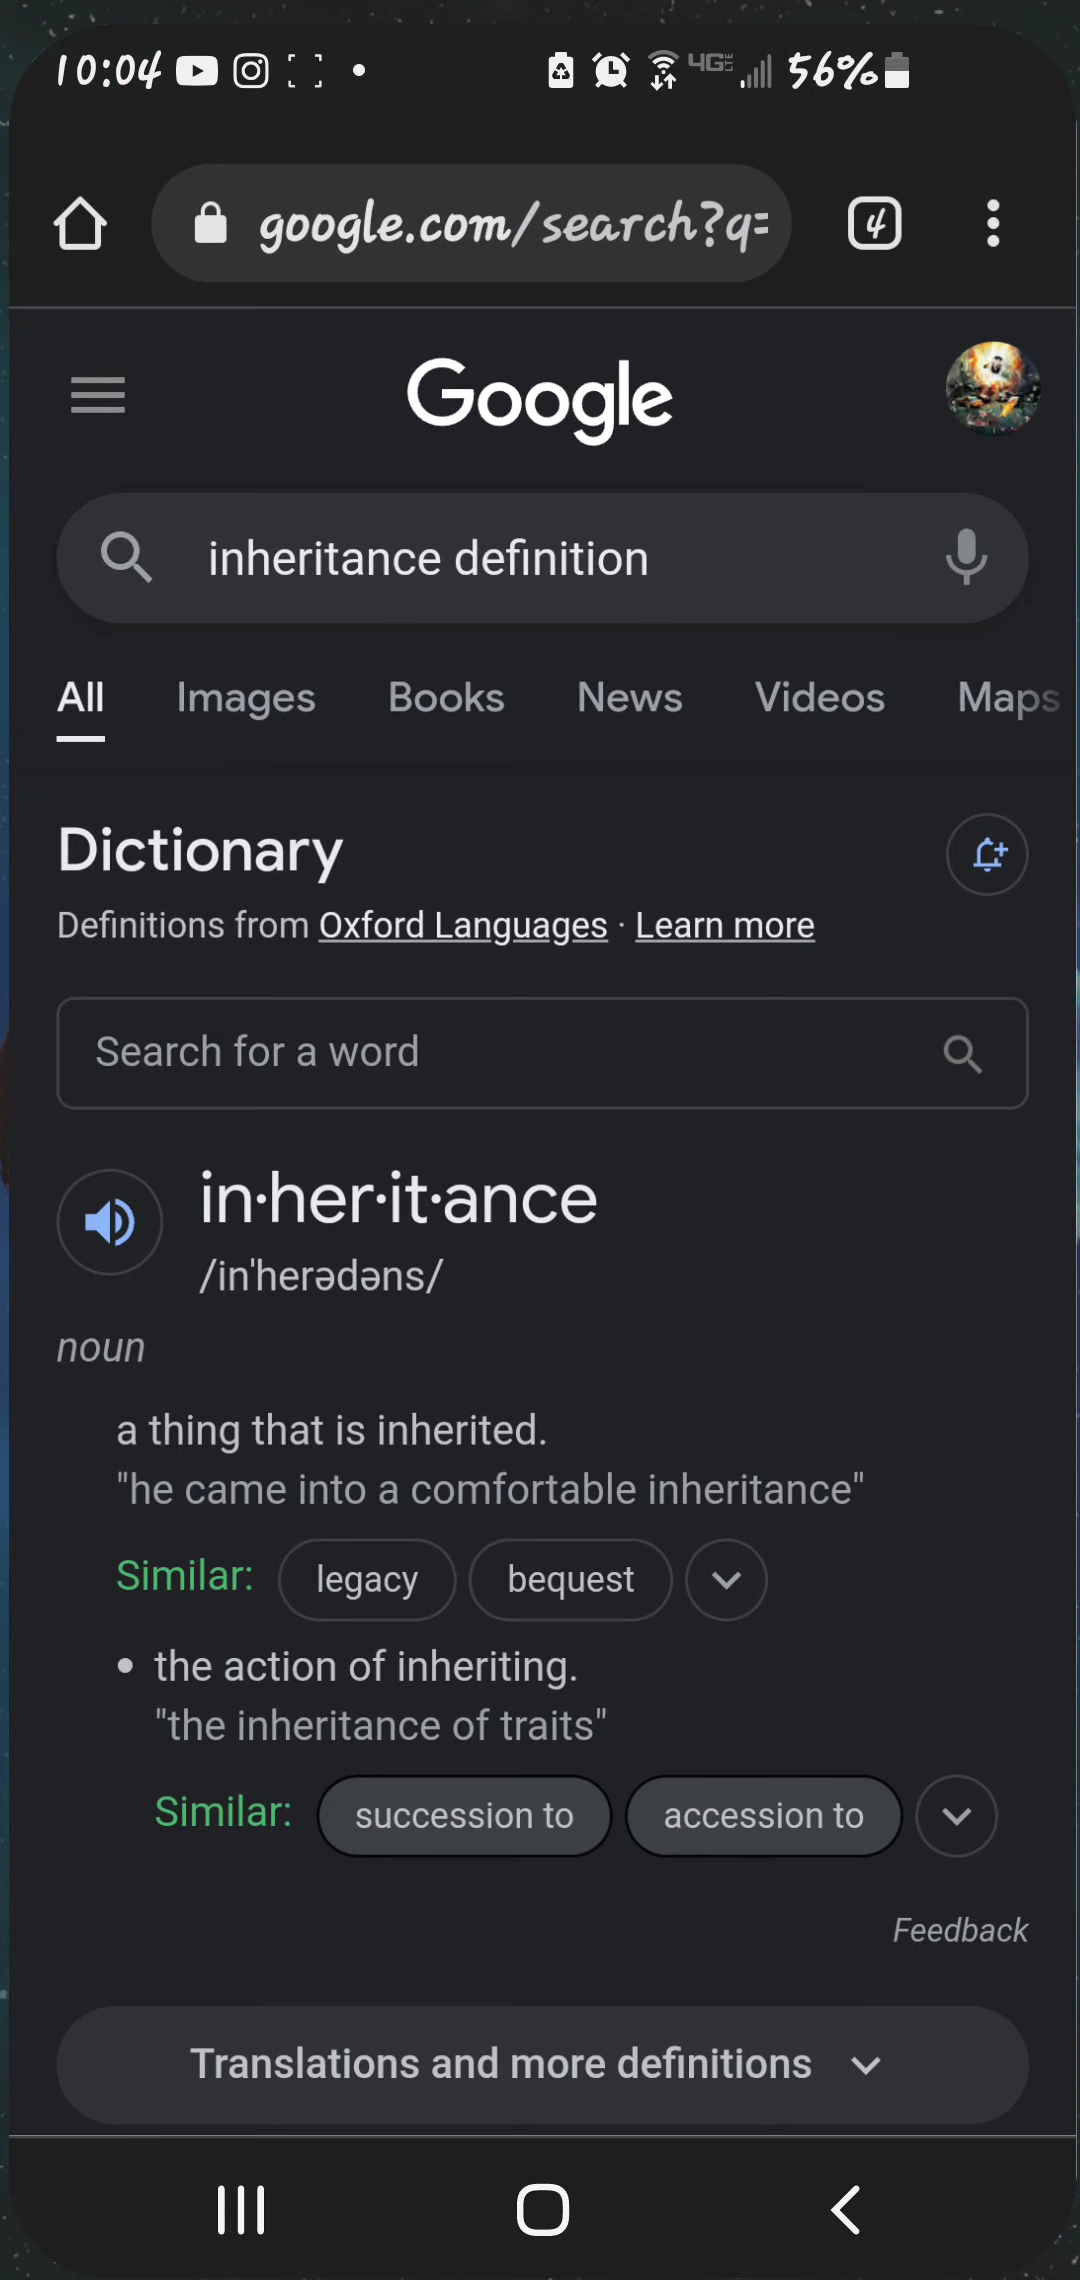 10:04 4G LTE 56%
google.com/search?q=
4
Google
inheritance definition
All Images Books News Videos Maps
Dictionary
Definitions from Oxford Languages · Learn more
Search for a word
in·her·it·ance
/inˈherədəns/
noun
a thing that is inherited.
"he came into a comfortable inheritance"
Similar: legacy bequest
• the action of inheriting.
"the inheritance of traits"
Similar: succession to accession to
Feedback
Translations and more definitions